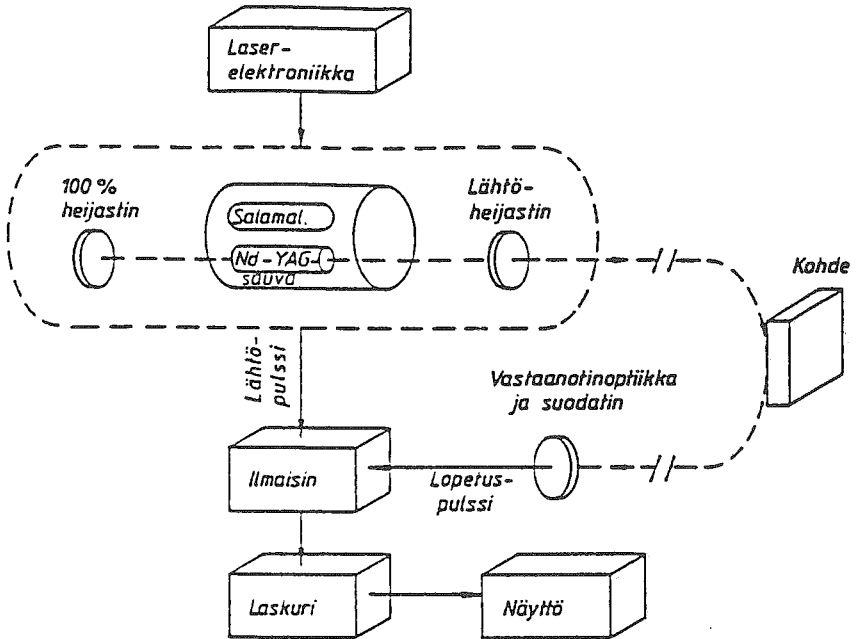 Laser-
elektroniikka
100 %
heijastin
Salamal.
Nd-YAG-
sauva
Lähtö-
heijastin
Kohde
Lähtö-
pulssi
Vastaanotinoptiikka
ja suodatin
Ilmaisin
Lopetus-
pulssi
Laskuri
Näyttö